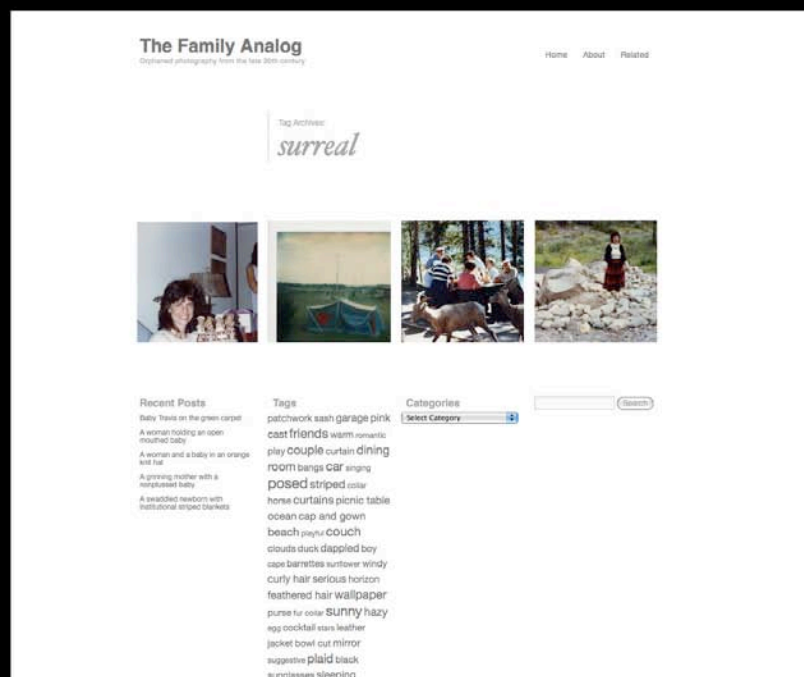 The Family Analog
Orphaned photography from the late 20th century
Home About Related
Tag Archives:
surreal
Recent Posts
Baby Travis on the green carpet
A woman holding an open
mouthed baby
A woman and a baby in an orange
knit hat
A grinning mother with a
nonplussed baby
A swaddled newborn with
institutional striped blankets
Tags
patchwork sash garage pink
cast friends warm romantic
play couple curtain dining
room bangs car singing
posed striped collar
horse curtains picnic table
ocean cap and gown
beach playful couch
clouds duck dappled boy
cape barrettes sunflower windy
curly hair serious horizon
feathered hair wallpaper
purse fur collar sunny hazy
egg cocktail stars leather
jacket bowl cut mirror
suggestive plaid black
sunglasses sleeping
Categories
Select Category
Search